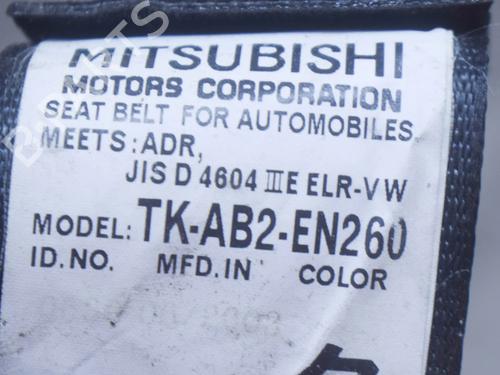 MITSUBISHI
MOTORS CORPORATION
SEAT BELT FOR AUTOMOBILES
MEETS: ADR,
JIS D 4604 ⅢE ELR-VW
MODEL: TK-AB2-EN260
ID.NO. MFD.IN COLOR